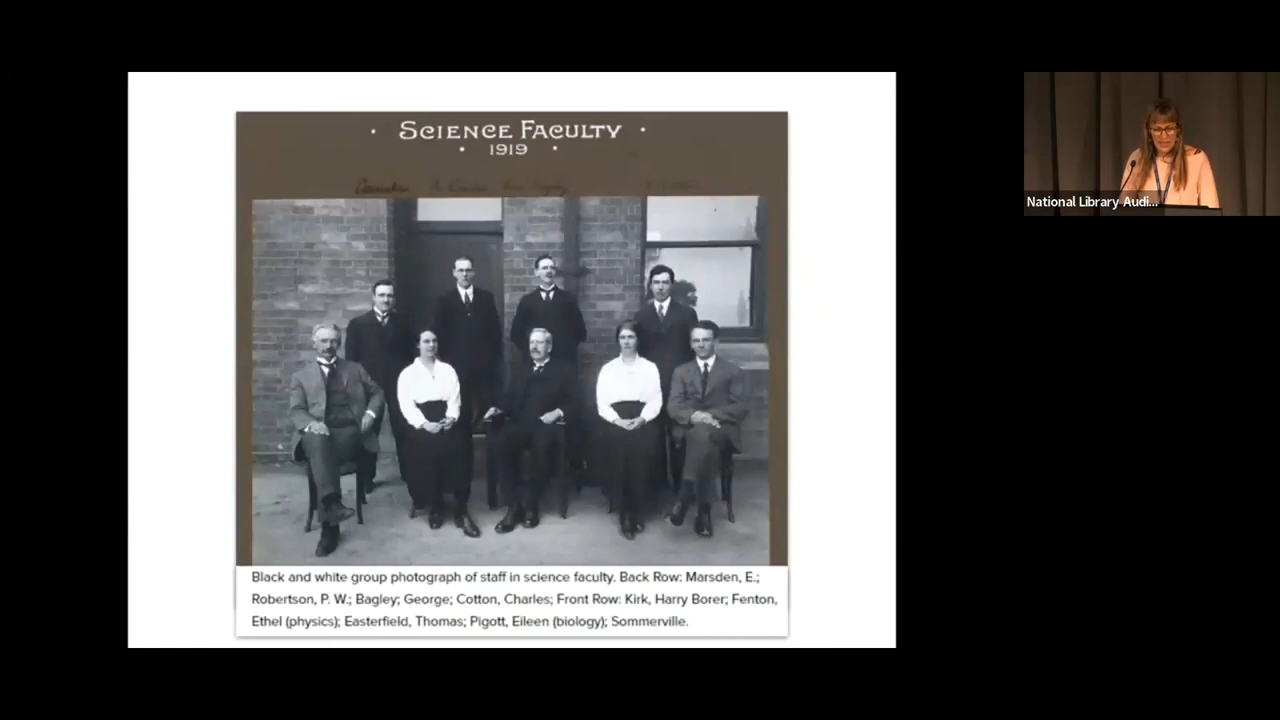 · SCIENCE FACULTY ·
· 1919 ·
Black and white group photograph of staff in science faculty. Back Row: Marsden, E.;
Robertson, P. W.; Bagley; George; Cotton, Charles; Front Row: Kirk, Harry Borer; Fenton,
Ethel (physics); Easterfield, Thomas; Pigott, Eileen (biology); Sommerville.
National Library Audi...